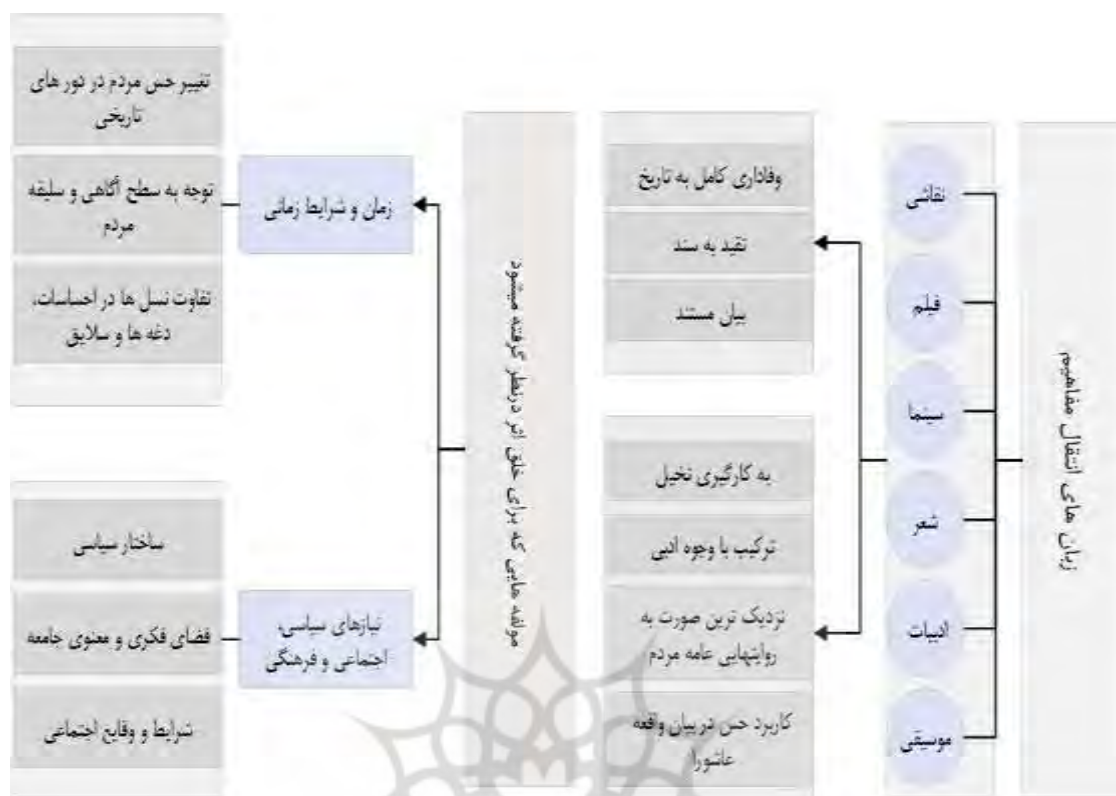 زبان های انتقال مفاهیم
نقاشی
فیلم
سینما
شعر
ادبیات
موسیقی
وفاداری کامل به تاریخ
تقید به سند
بیان مستند
به کارگیری تخیل
ترکیب با وجوه ادبی
نزدیک ترین صورت به
روایتهایی عامه مردم
کاربرد حس در بیان واقعه
عاشورا
مولفه هایی که برای خلق اثر درنظر گرفته میشود
زمان و شرایط زمانی
تغییر حس مردم در دور های
تاریخی
توجه به سطح آگاهی و سلیقه
مردم
تفاوت نسل ها در احساسات،
دغه ها و سلایق
نیازهای سیاسی،
اجتماعی و فرهنگی
ساختار سیاسی
فضای فکری و معنوی جامعه
شرایط و وقایع اجتماعی